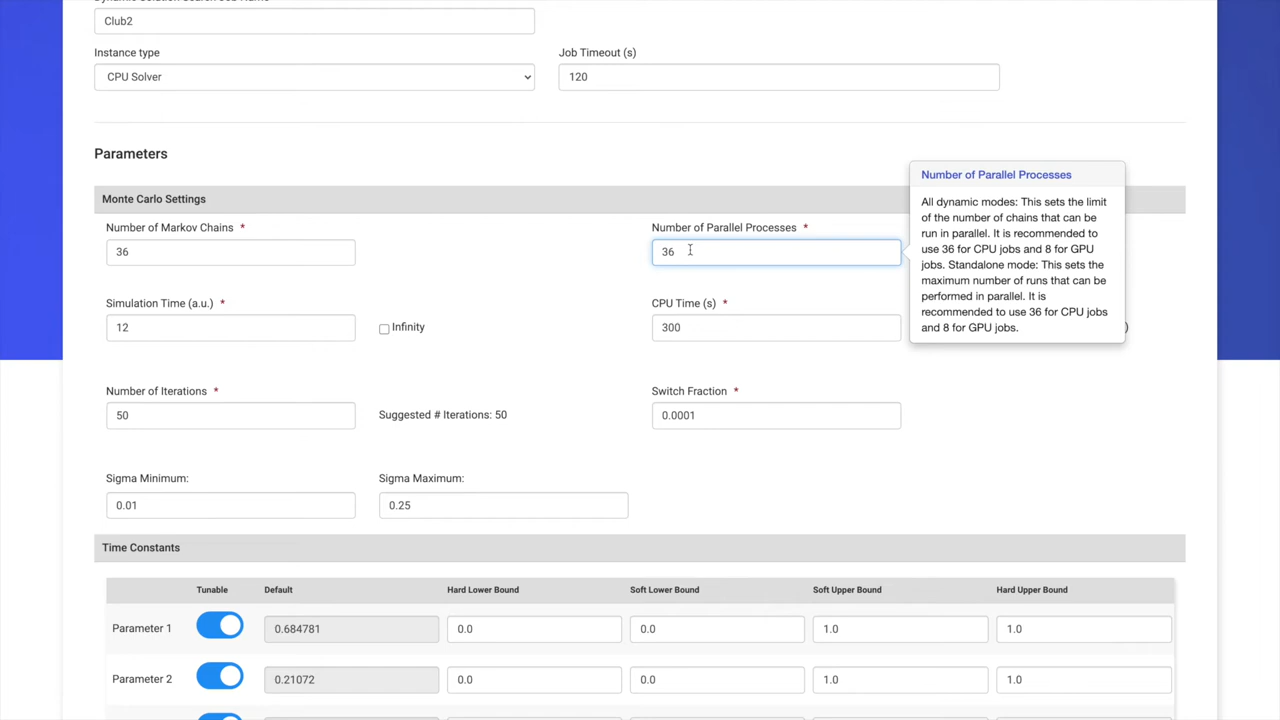 Dynamic Solution Search Job Name
Club2
Instance type
Job Timeout (s)
CPU Solver
120
Parameters
Monte Carlo Settings
Number of Markov Chains *
Number of Parallel Processes *
36
36
Number of Parallel Processes
All dynamic modes: This sets the limit
of the number of chains that can be
run in parallel. It is recommended to
use 36 for CPU jobs and 8 for GPU
jobs. Standalone mode: This sets the
maximum number of runs that can be
performed in parallel. It is
recommended to use 36 for CPU jobs
and 8 for GPU jobs.
Simulation Time (a.u.) *
CPU Time (s) *
12
Infinity
300
)
Number of Iterations *
Switch Fraction *
50
Suggested # Iterations: 50
0.0001
Sigma Minimum:
Sigma Maximum:
0.01
0.25
Time Constants
Tunable Default Hard Lower Bound Soft Lower Bound Soft Upper Bound Hard Upper Bound
Parameter 1 0.684781 0.0 0.0 1.0 1.0
Parameter 2 0.21072 0.0 0.0 1.0 1.0